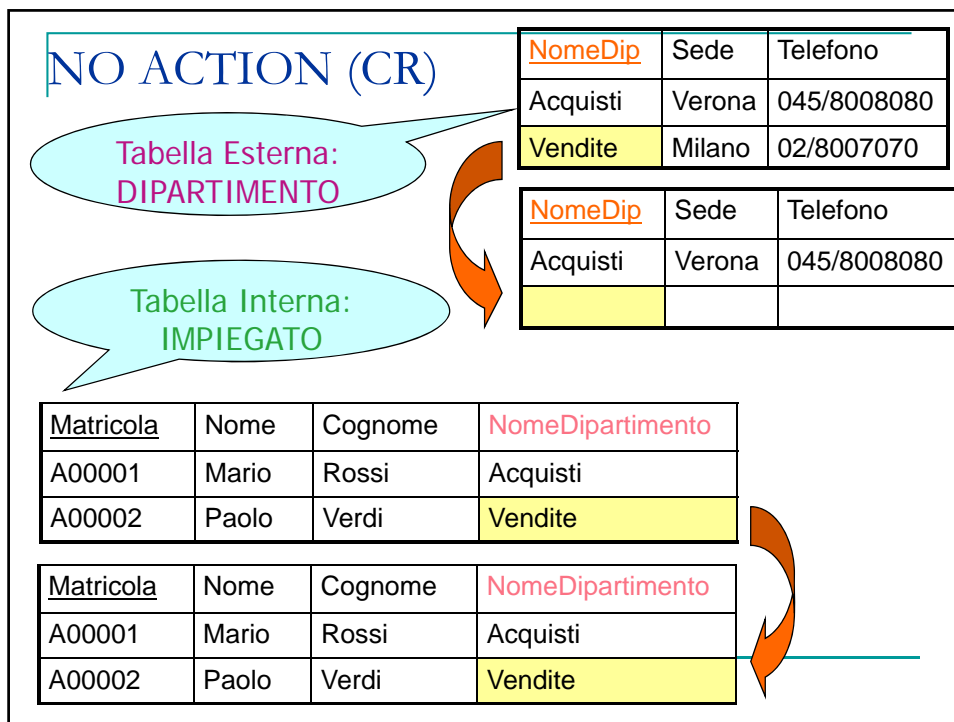 NO ACTION (CR)
NomeDip Sede Telefono
Acquisti Verona 045/8008080
Vendite Milano 02/8007070
Tabella Esterna:
DIPARTIMENTO
NomeDip Sede Telefono
Acquisti Verona 045/8008080
Tabella Interna:
IMPIEGATO
Matricola Nome Cognome NomeDipartimento
A00001 Mario Rossi Acquisti
A00002 Paolo Verdi Vendite
Matricola Nome Cognome NomeDipartimento
A00001 Mario Rossi Acquisti
A00002 Paolo Verdi Vendite